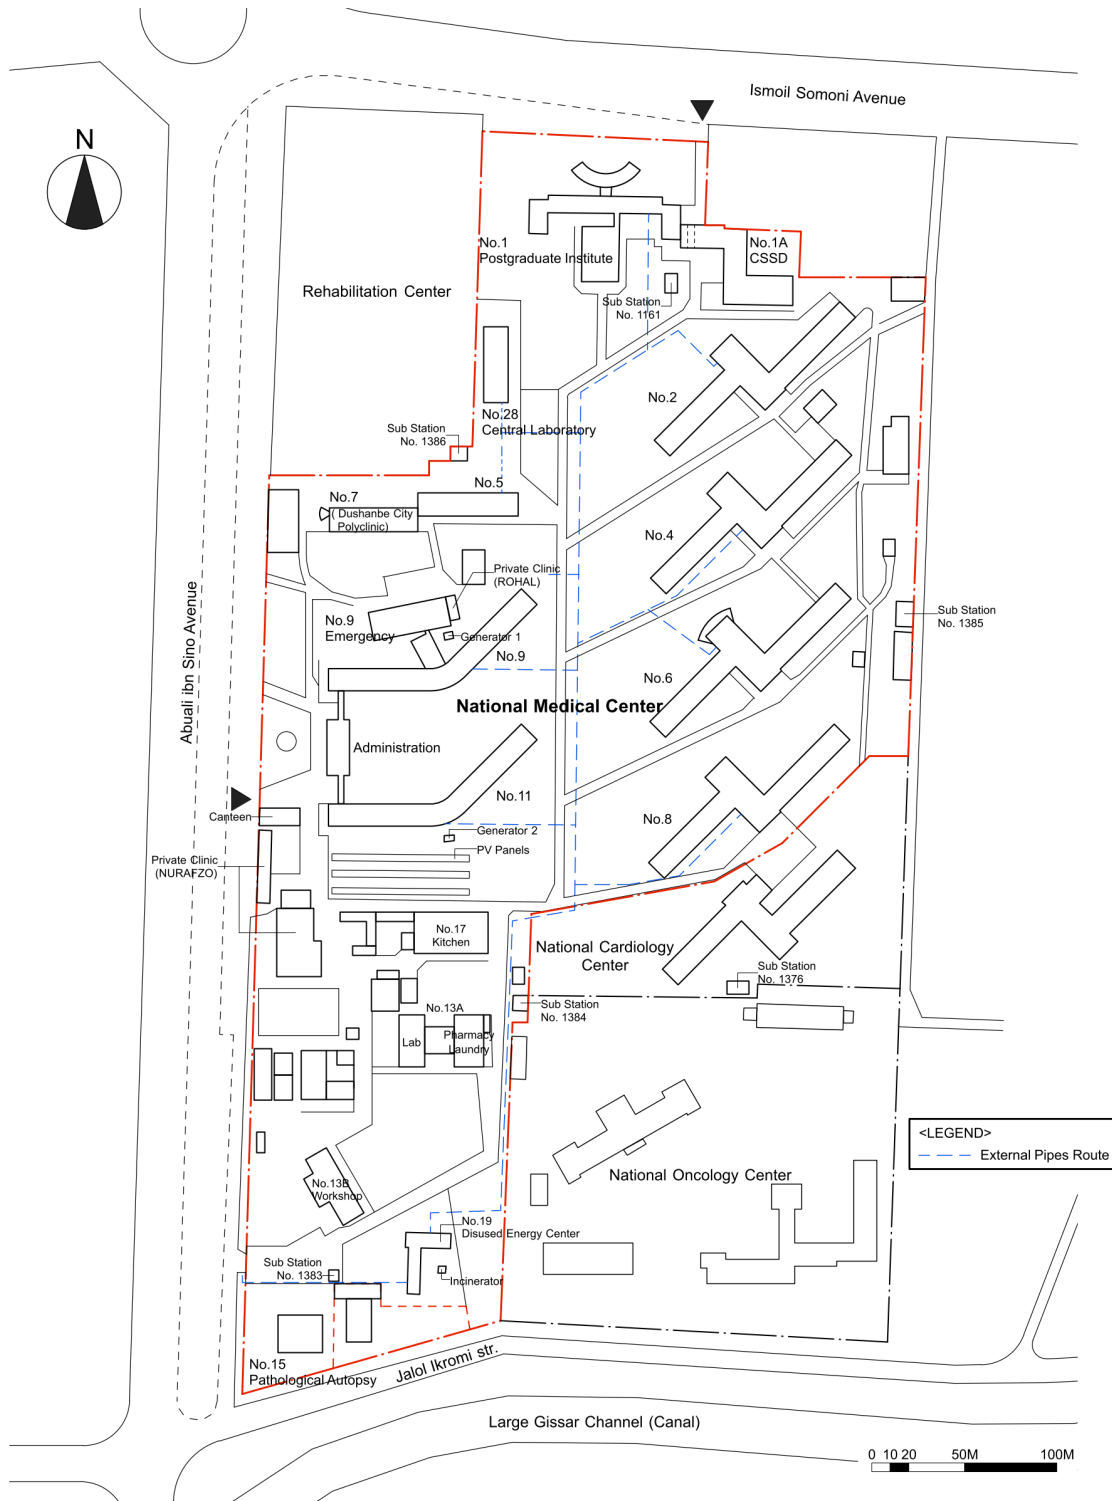 Ismoil Somoni Avenue
N
No.1
Postgraduate Institute
No.1A
CSSD
Rehabilitation Center
Sub Station
No. 1161
No.2
No.28
Central Laboratory
Sub Station
No. 1386
No.5
No.7
( Dushanbe City
Polyclinic)
No.4
Private Clinic
(ROHAL)
Abuali ibn Sino Avenue
No.9
Emergency
Generator 1
No.9
Sub Station
No. 1385
No.6
National Medical Center
Administration
No.11
Canteen
No.8
Generator 2
PV Panels
Private Clinic
(NURAFZO)
No.17
Kitchen
National Cardiology
Center
Sub Station
No. 1376
No.13A
Sub Station
No. 1384
Lab
Pharmacy
Laundry
<LEGEND>
External Pipes Route
National Oncology Center
No.13B
Workshop
No.19
Disused Energy Center
Sub Station
No. 1383
Incinerator
No.15
Pathological Autopsy
Jalol Ikromi str.
Large Gissar Channel (Canal)
0 10 20 50M 100M